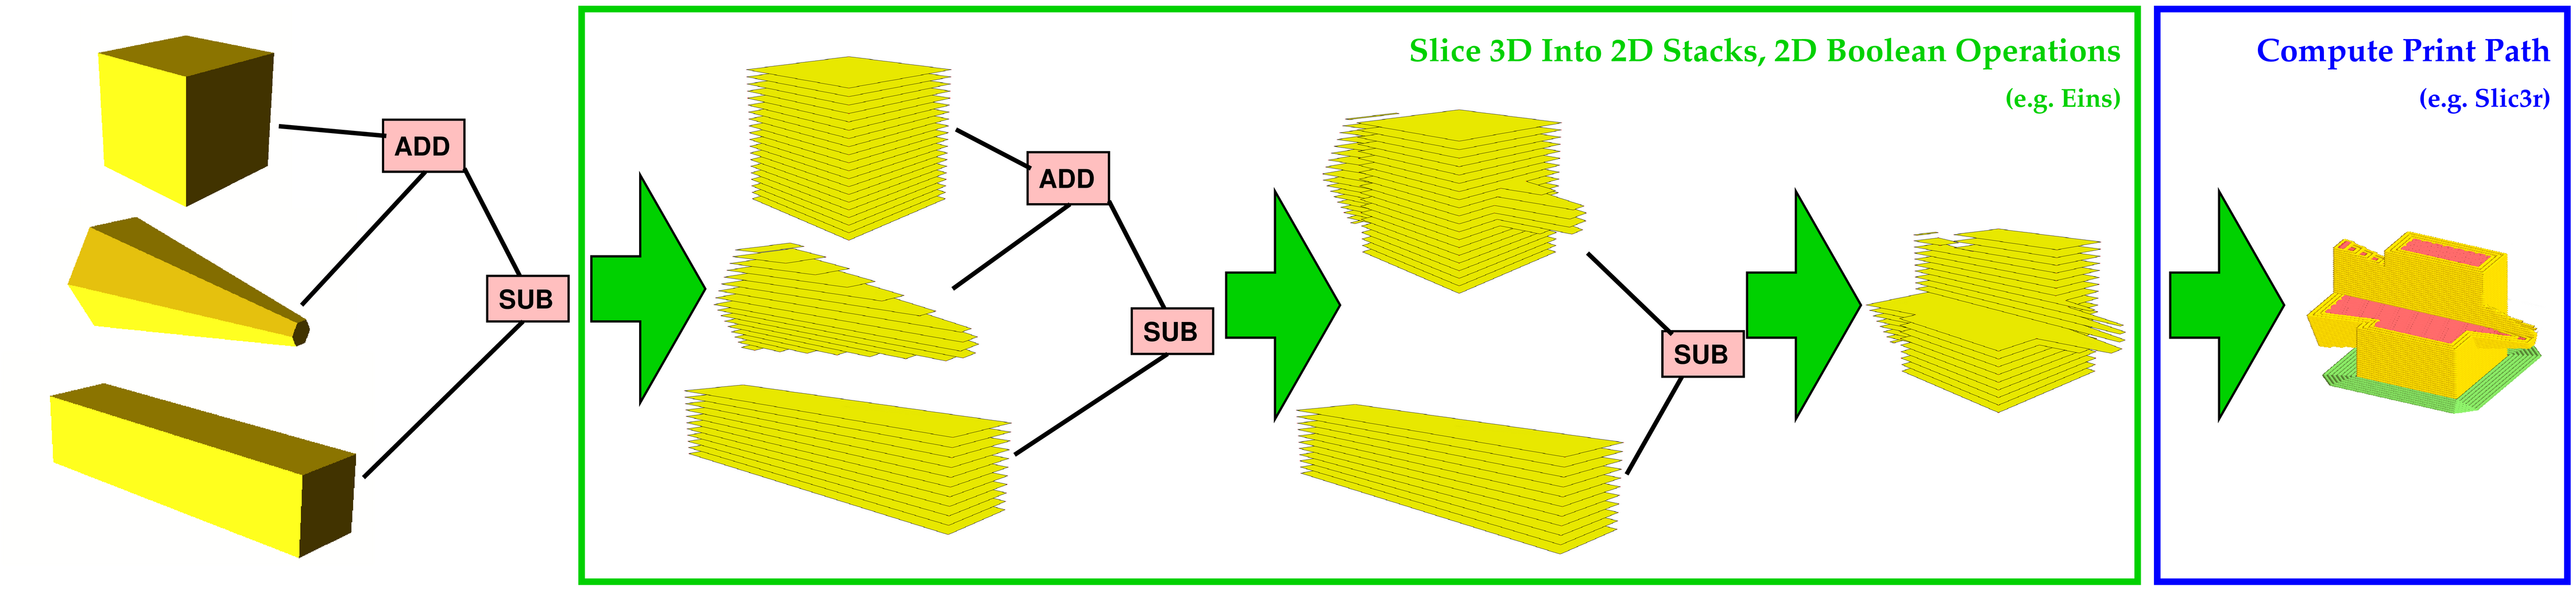 ADD
SUB
Slice 3D Into 2D Stacks, 2D Boolean Operations
(e.g. Eins)
ADD
SUB
SUB
Compute Print Path
(e.g. Slic3r)